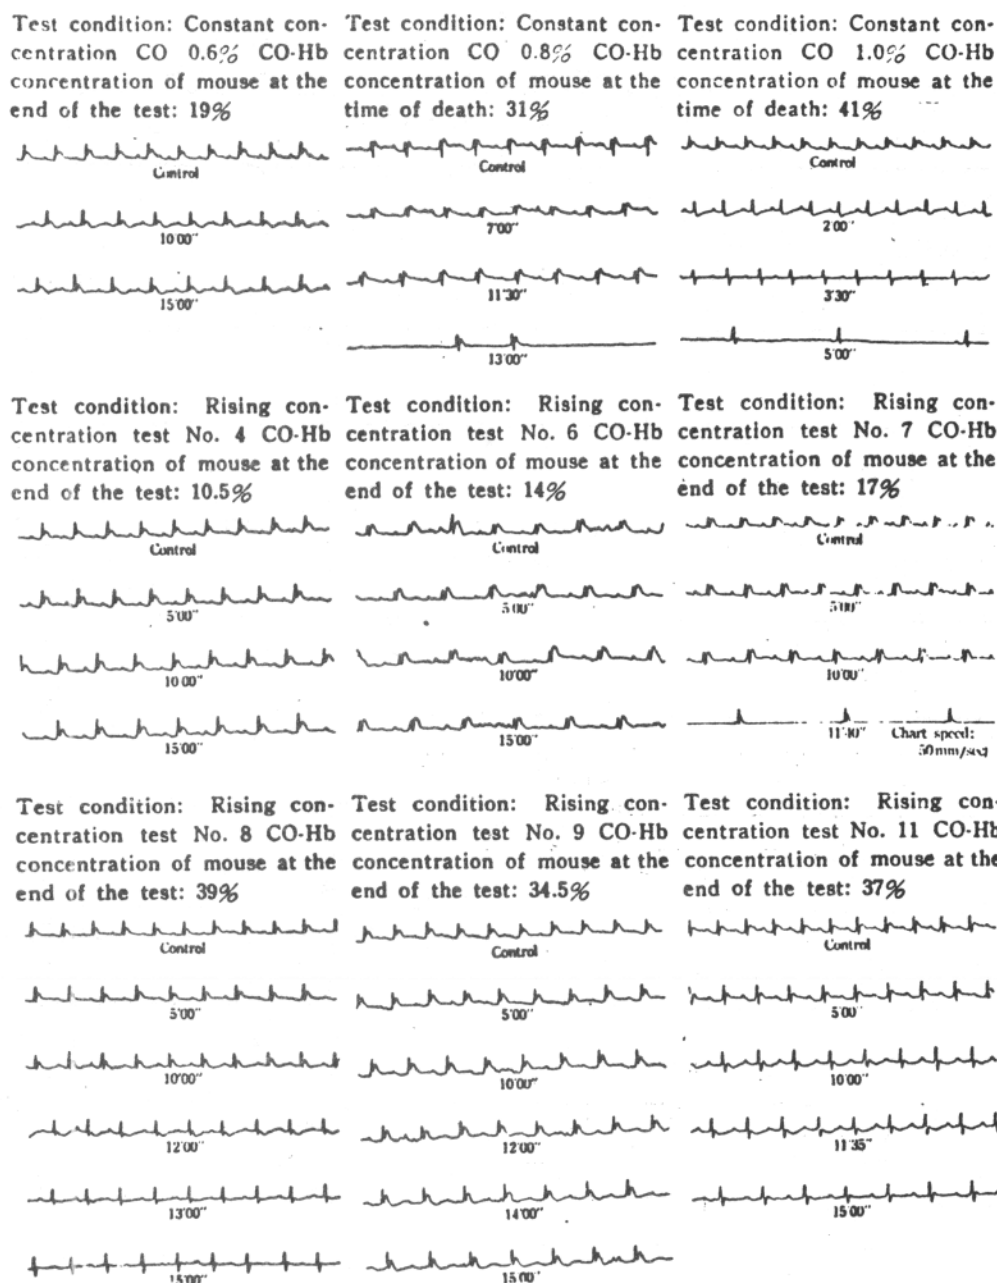 Test condition: Constant con-
centration CO 0.6% CO-Hb
concentration of mouse at the
end of the test: 19%
Control
10'00"
15'00"
Test condition: Constant con-
centration CO 0.8% CO-Hb
concentration of mouse at the
time of death: 31%
Control
7'00"
11'30"
13'00"
Test condition: Constant con-
centration CO 1.0% CO-Hb
concentration of mouse at the
time of death: 41%
Control
2'00"
3'30"
5'00"
Test condition: Rising con-
centration test No. 4 CO-Hb
concentration of mouse at the
end of the test: 10.5%
Control
5'00"
10'00"
15'00"
Test condition: Rising con-
centration test No. 6 CO-Hb
concentration of mouse at the
end of the test: 14%
Control
5'00"
10'00"
15'00"
Test condition: Rising con-
centration test No. 7 CO-Hb
concentration of mouse at the
end of the test: 17%
Control
5'00"
10'00"
11'40"
Chart speed:
50mm/sec
Test condition: Rising con-
centration test No. 8 CO-Hb
concentration of mouse at the
end of the test: 39%
Control
5'00"
10'00"
12'00"
13'00"
15'00"
Test condition: Rising con-
centration test No. 9 CO-Hb
concentration of mouse at the
end of the test: 34.5%
Control
5'00"
10'00"
12'00"
14'00"
15'00"
Test condition: Rising con-
centration test No. 11 CO-Hb
concentration of mouse at the
end of the test: 37%
Control
5'00"
10'00"
11'35"
15'00"